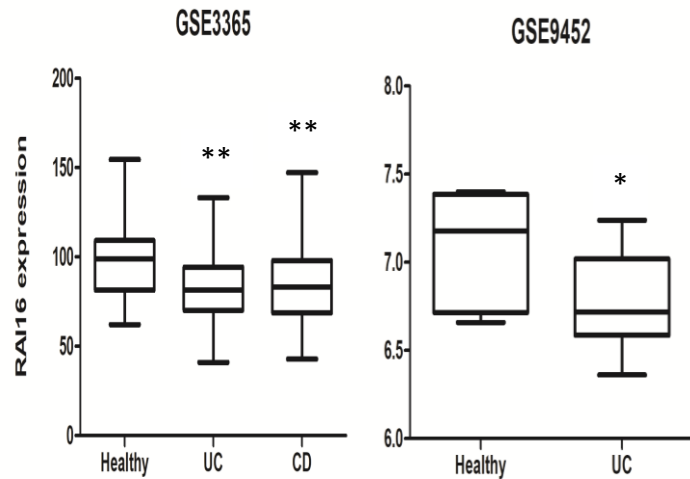 GSE3365
RAI16 expression
200
150
100
50
0
**
**
Healthy UC CD
GSE9452
8.0
7.5
7.0
6.5
6.0
*
Healthy UC